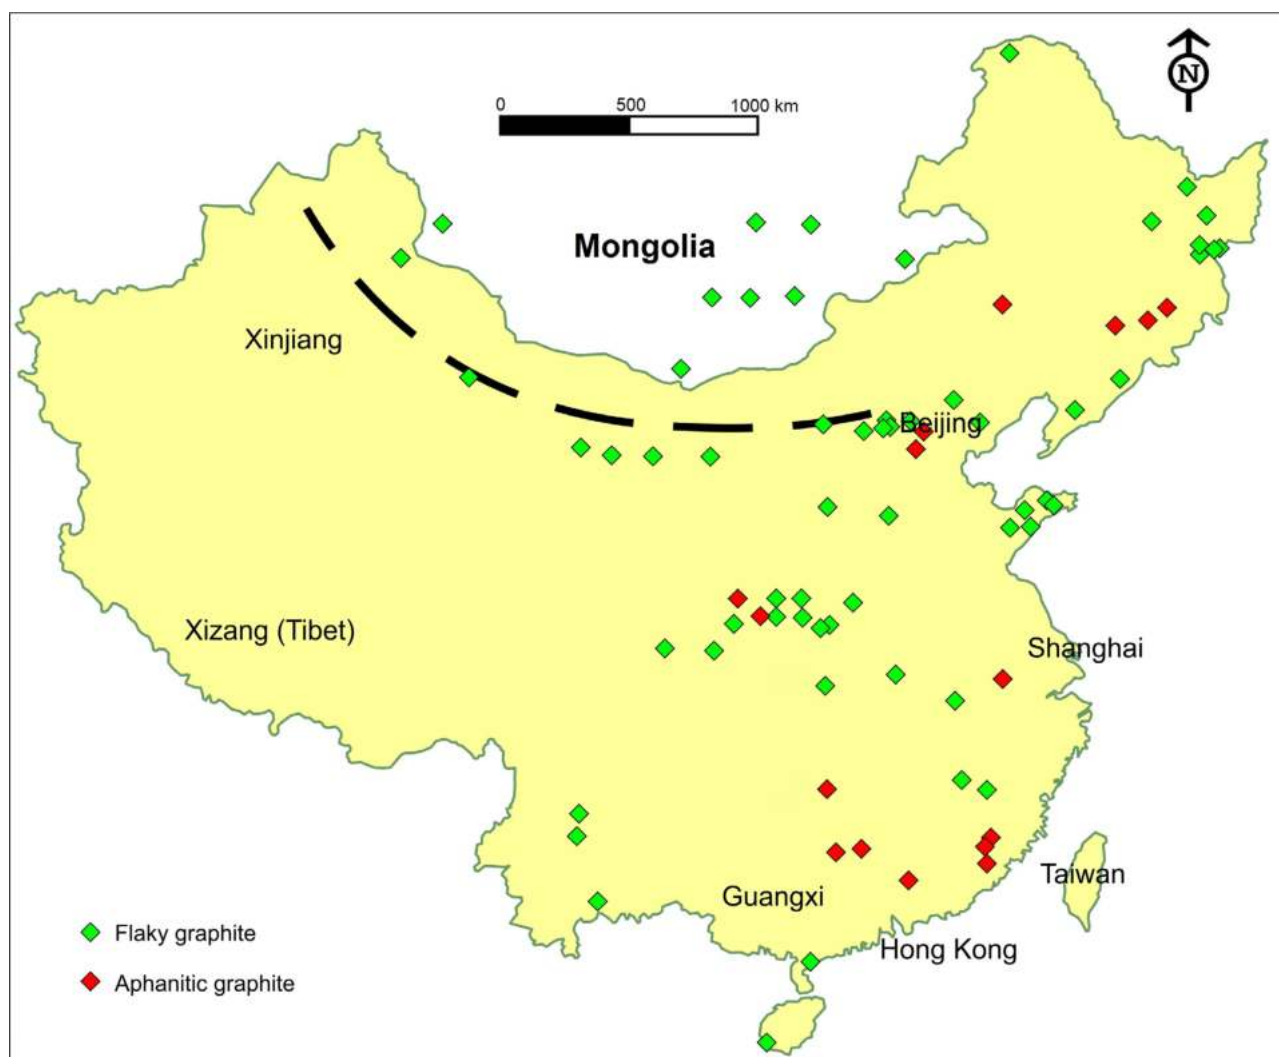 N
0 500 1000 km
Mongolia
Xinjiang
Beijing
Xizang (Tibet)
Shanghai
Taiwan
Guangxi
Flaky graphite
Hong Kong
Aphanitic graphite